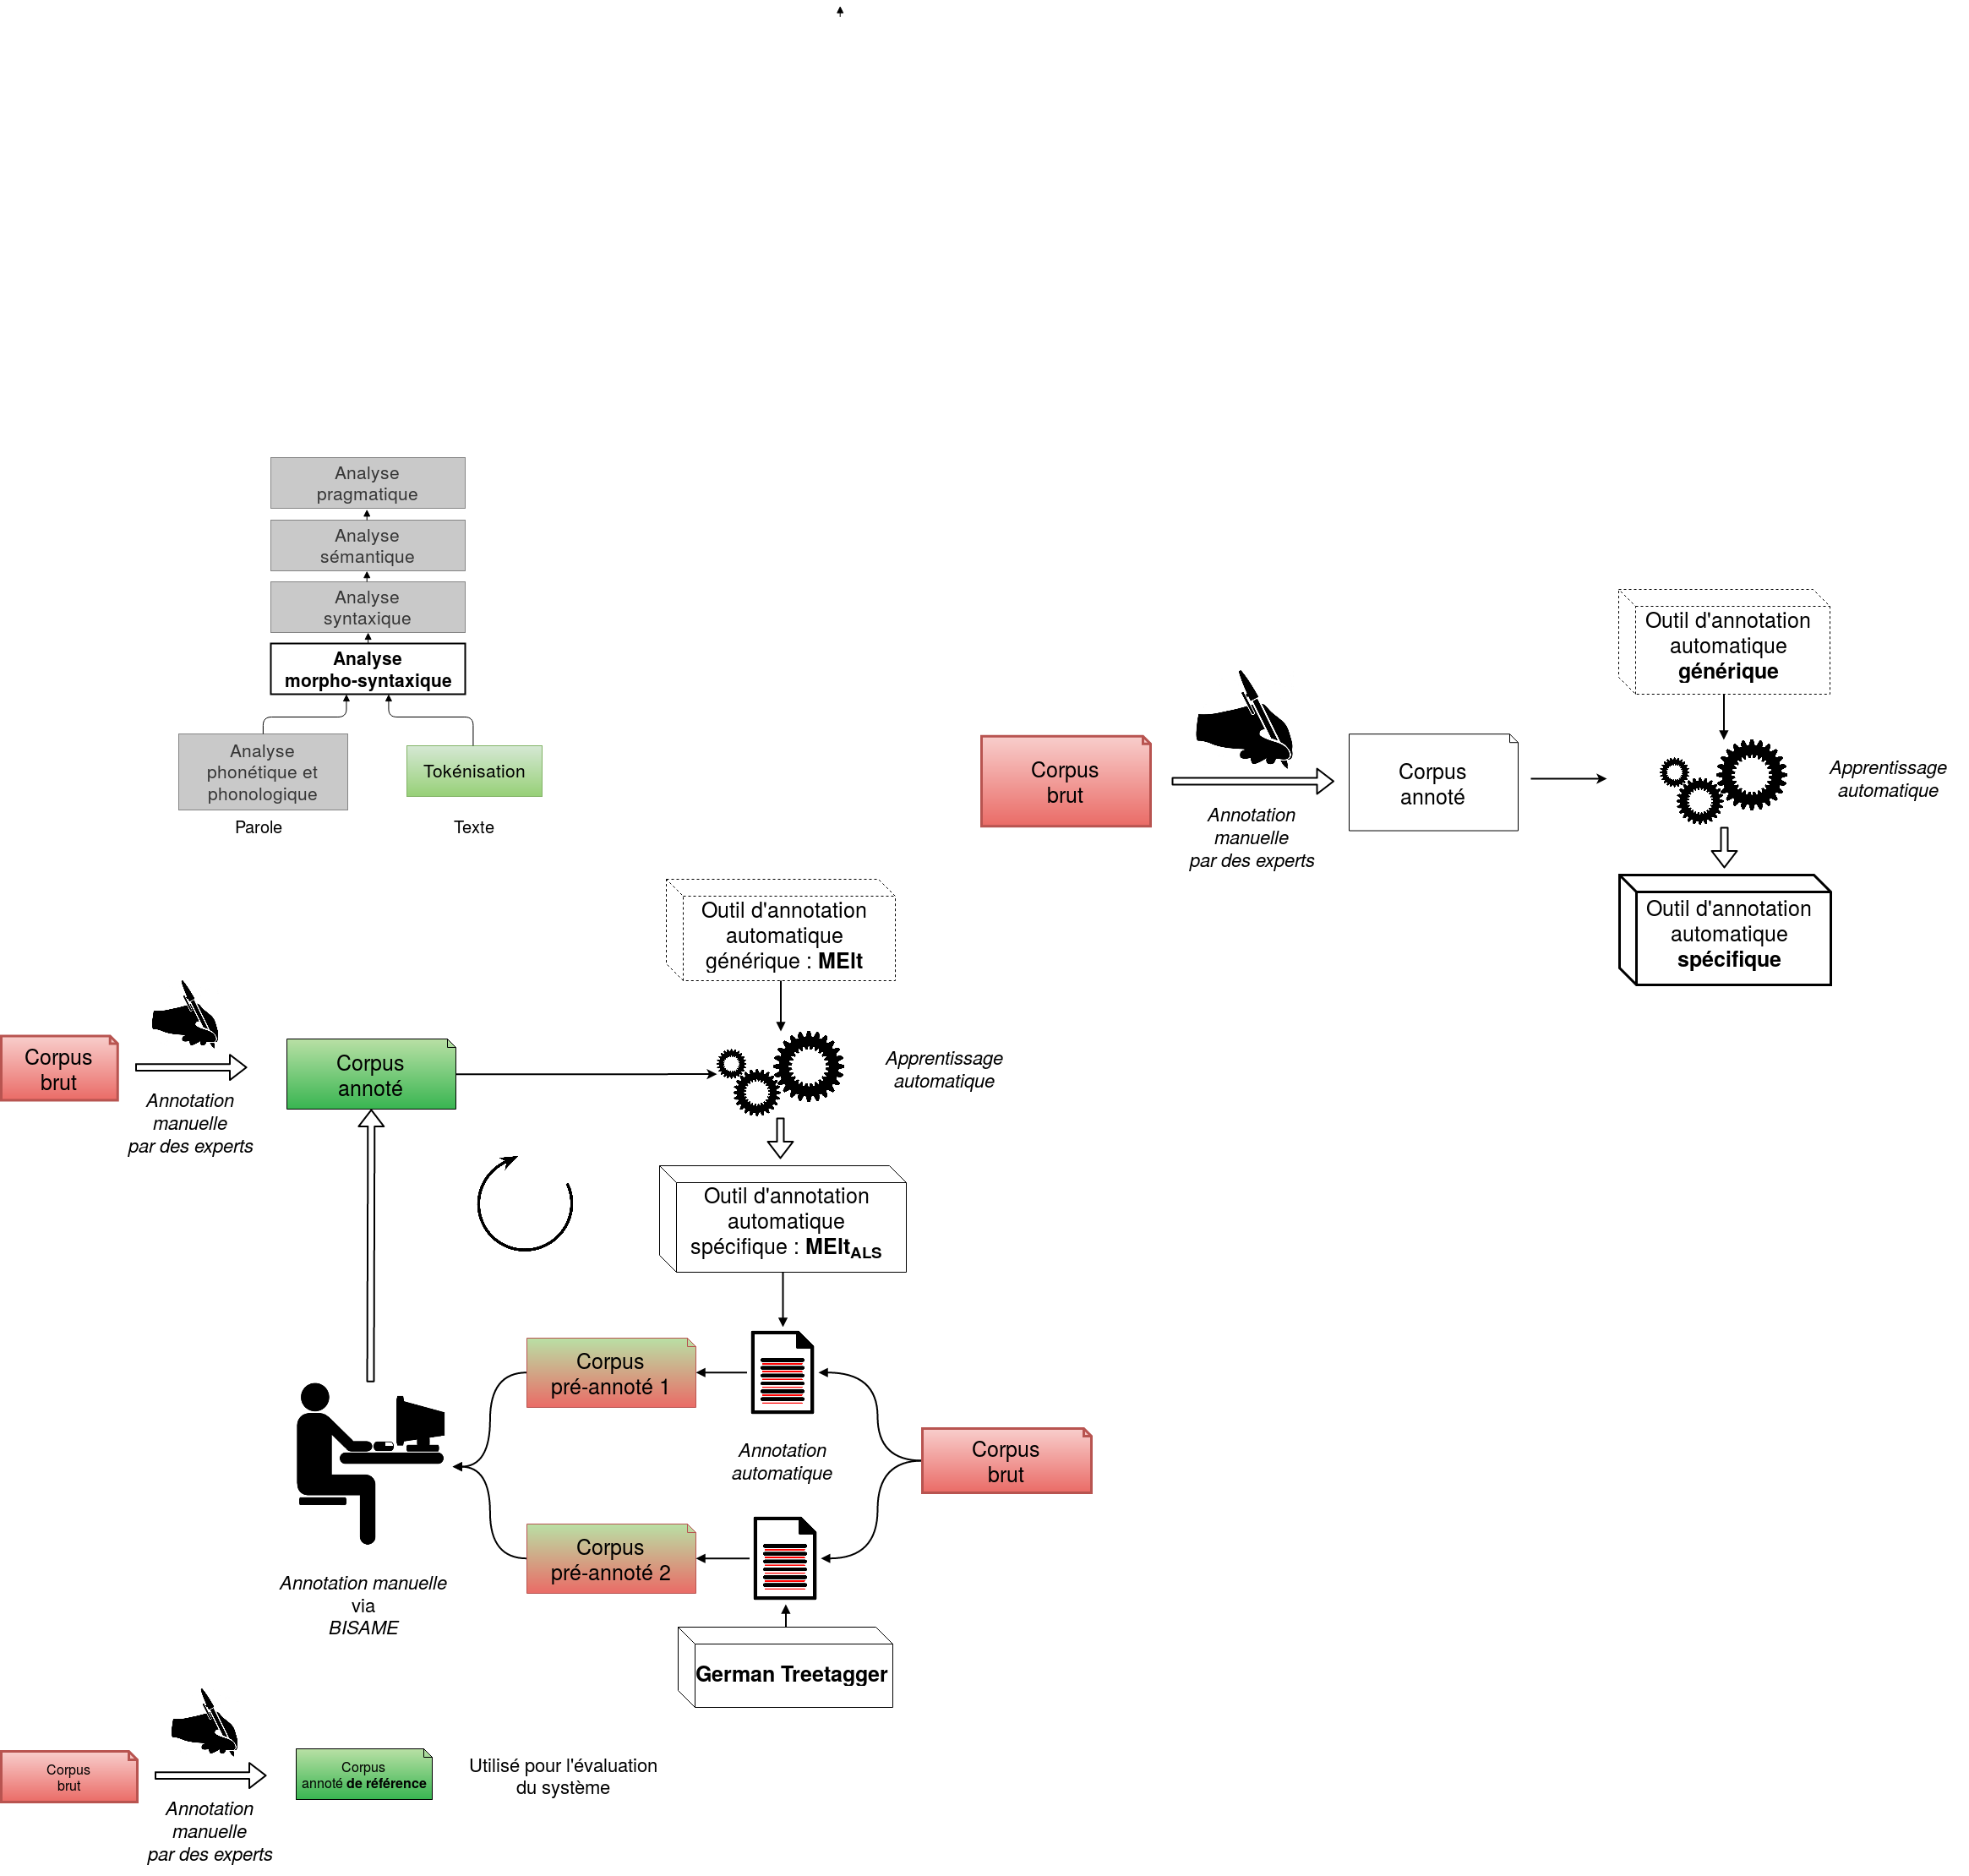 Analyse
pragmatique
Analyse
sémantique
Analyse
syntaxique
Analyse
morpho-syntaxique
Analyse
phonétique et
phonologique
Tokénisation
Parole
Texte
Corpus
brut
Annotation
manuelle
par des experts
Corpus
annoté
Outil d'annotation
automatique
générique
Apprentissage
automatique
Outil d'annotation
automatique
spécifique
Corpus
brut
Annotation
manuelle
par des experts
Corpus
annoté
Outil d'annotation
automatique
générique : MElt
Apprentissage
automatique
Outil d'annotation
automatique
spécifique : MEltALS
Corpus
pré-annoté 1
Annotation
automatique
Corpus
brut
Corpus
pré-annoté 2
Annotation manuelle
via
BISAME
German Treetagger
Corpus
brut
Annotation
manuelle
par des experts
Corpus
annoté de référence
Utilisé pour l'évaluation
du système